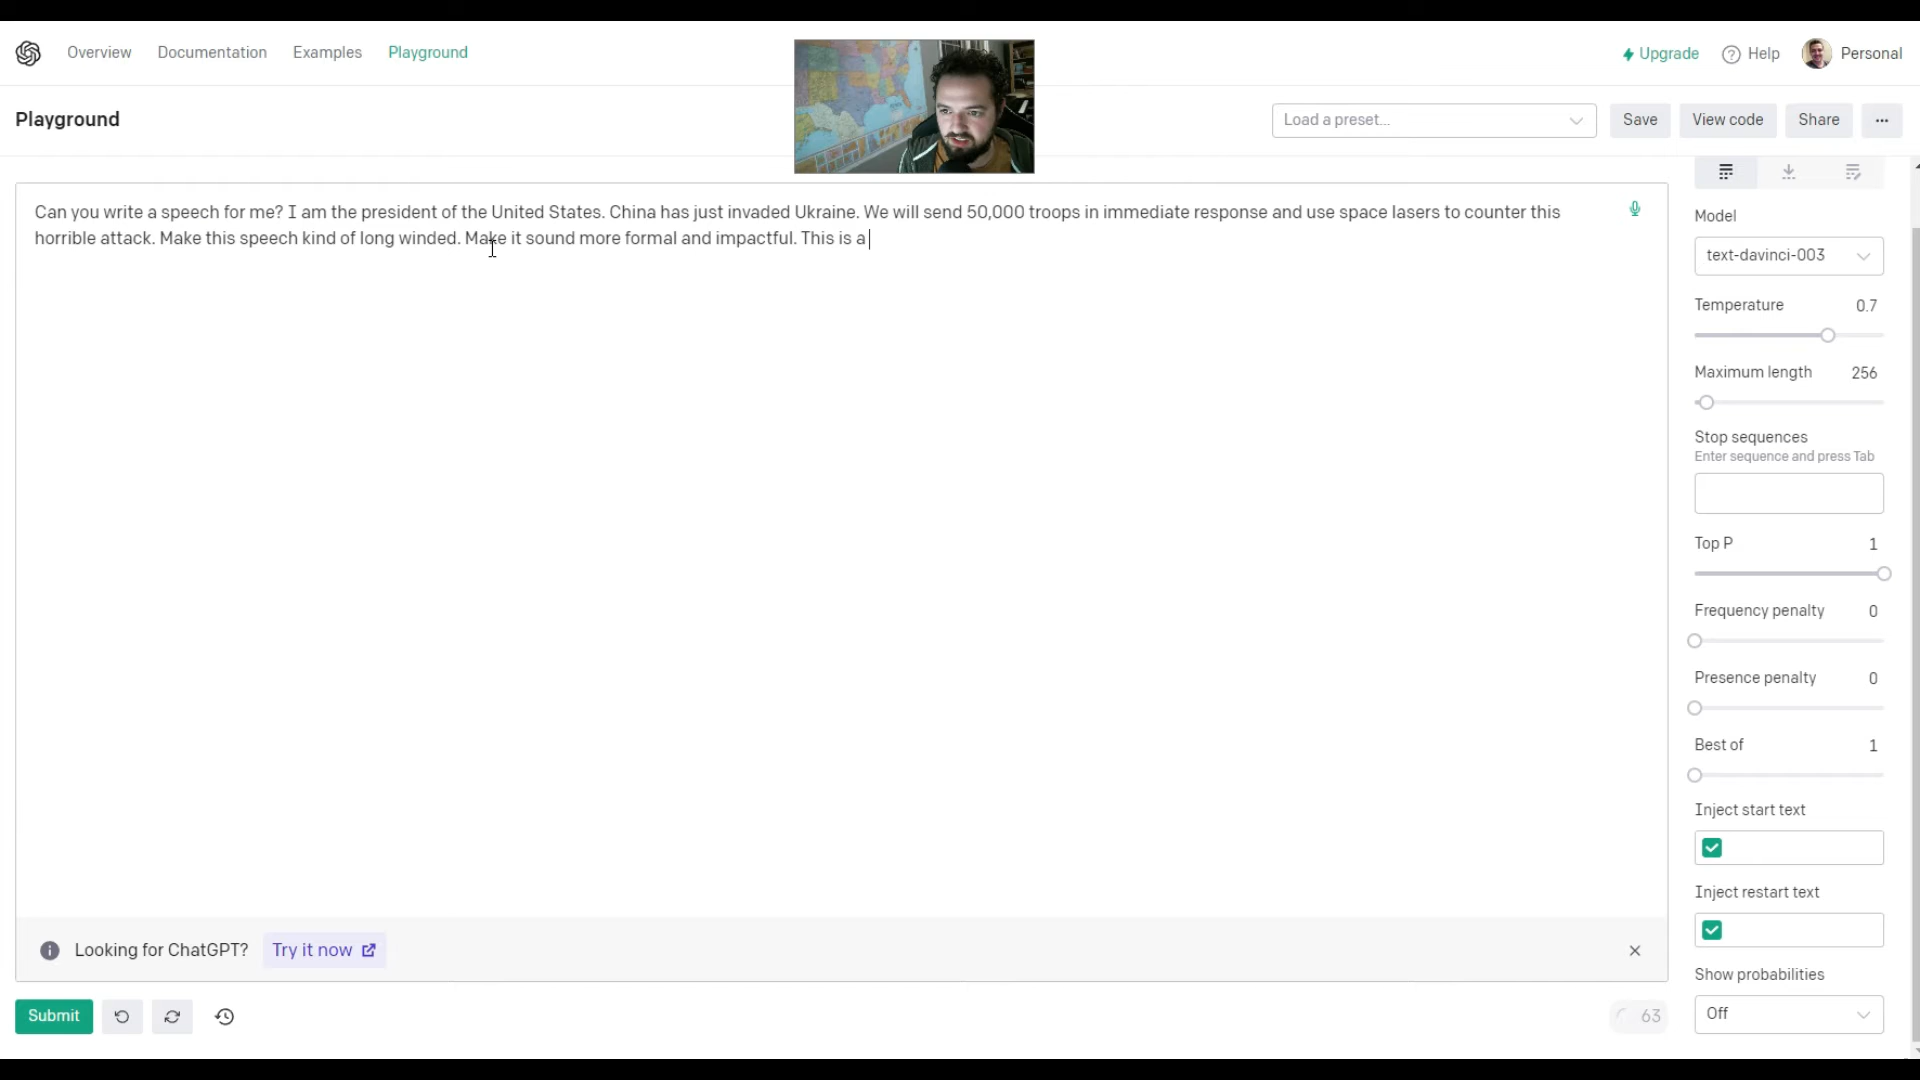 Overview Documentation Examples Playground
Upgrade Help Personal
Playground
Load a preset... Save View code Share ...
Can you write a speech for me? I am the president of the United States. China has just invaded Ukraine. We will send 50,000 troops in immediate response and use space lasers to counter this
horrible attack. Make this speech kind of long winded. Make it sound more formal and impactful. This is a
Model
text-davinci-003
Temperature 0.7
Maximum length 256
Stop sequences
Enter sequence and press Tab
Top P 1
Frequency penalty 0
Presence penalty 0
Best of 1
Inject start text
Inject restart text
Show probabilities
Off
Looking for ChatGPT? Try it now
Submit
63